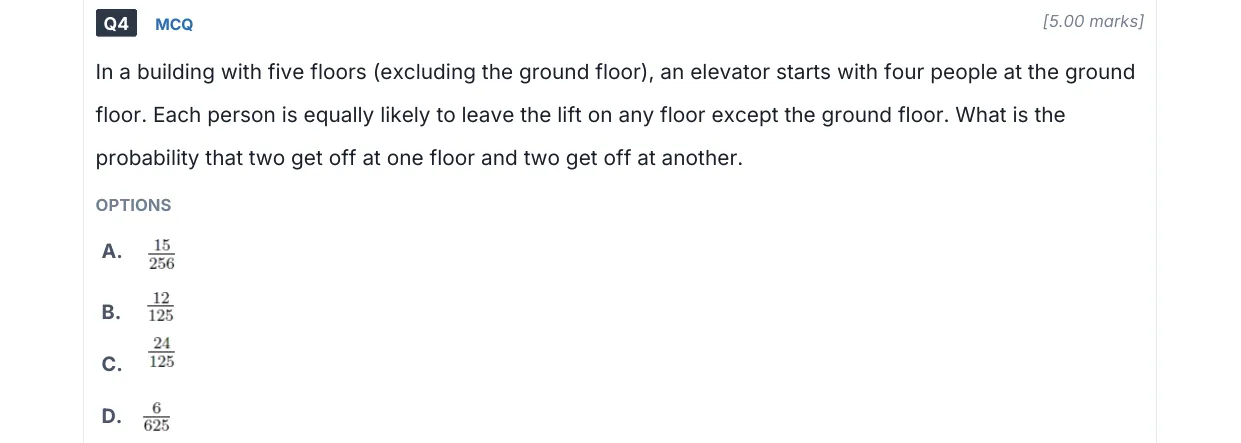 Q4 MCQ [5.00 marks]
In a building with five floors (excluding the ground floor), an elevator starts with four people at the ground
floor. Each person is equally likely to leave the lift on any floor except the ground floor. What is the
probability that two get off at one floor and two get off at another.
OPTIONS
A. 15/256
B. 12/125
C. 24/125
D. 6/625